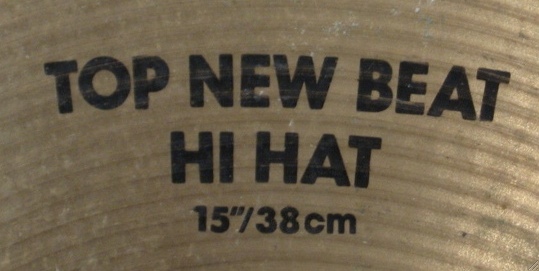 TOP NEW BEAT
HI HAT
15"/38cm